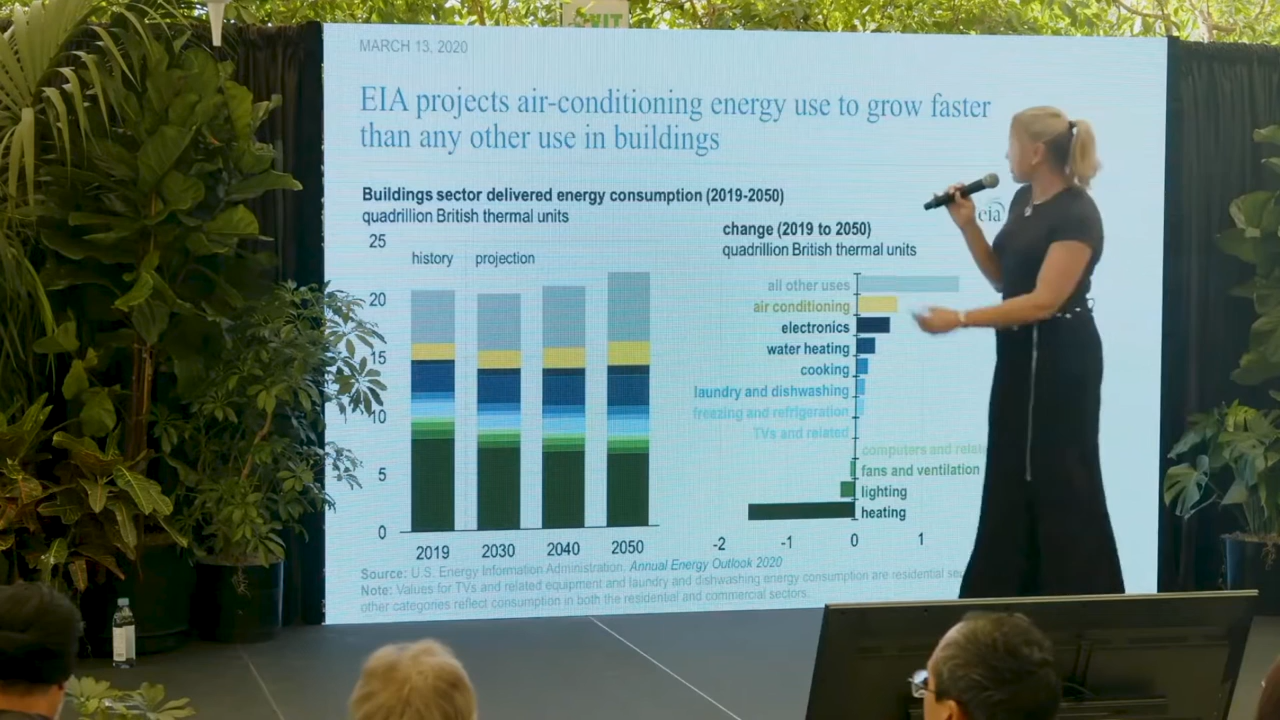 EXIT
MARCH 13, 2020
EIA projects air-conditioning energy use to grow faster
than any other use in buildings
Buildings sector delivered energy consumption (2019-2050)
quadrillion British thermal units
25
history
projection
20
15
10
5
0
2019
2030
2040
2050
eia
change (2019 to 2050)
quadrillion British thermal units
all other uses
air conditioning
electronics
water heating
cooking
laundry and dishwashing
freezing and refrigeration
TVs and related
computers and
fans and ventilation
lighting
heating
-2
-1
0
1
Source: U.S. Energy Information Administration, Annual Energy Outlook 2020
Note: Values for TVs and related equipment and laundry and dishwashing energy consumption are residential
other categories reflect consumption in both the residential and commercial sectors.